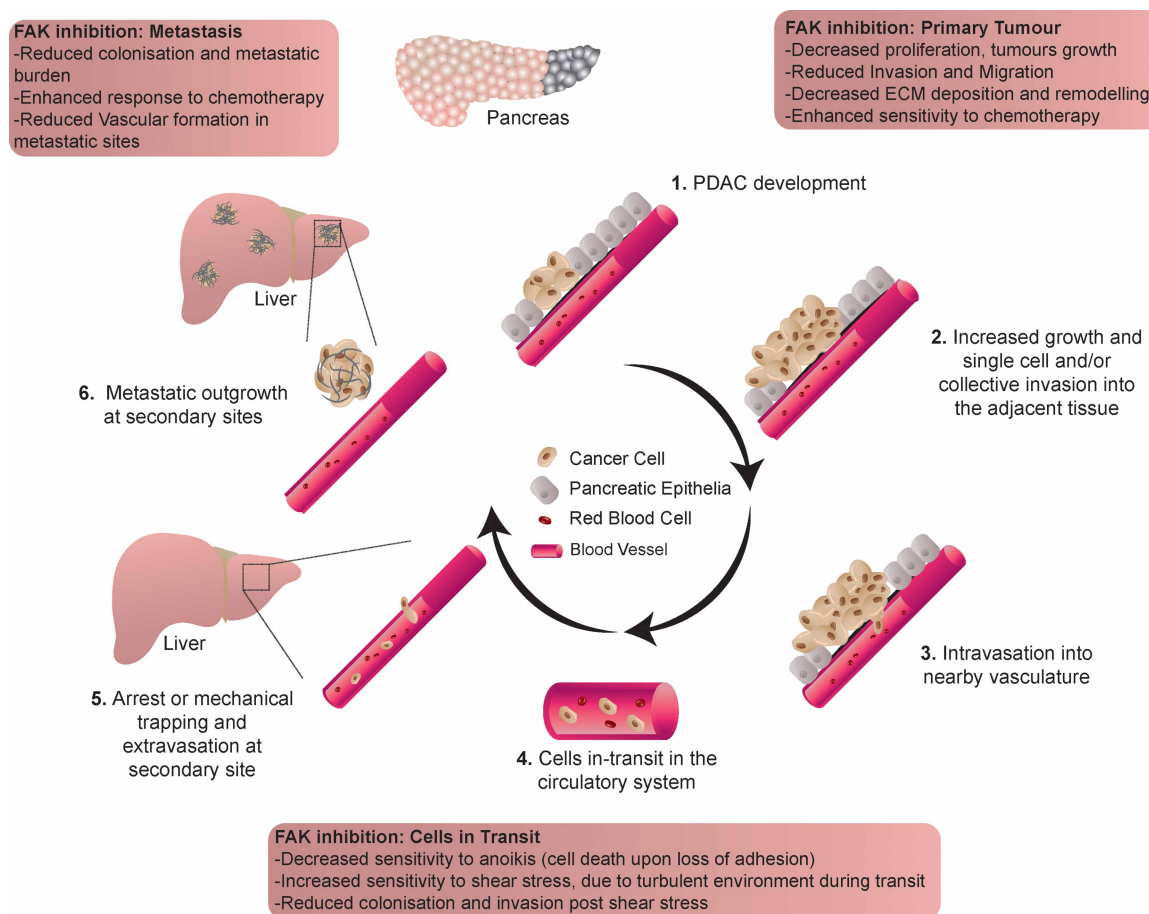 FAK inhibition: Metastasis
-Reduced colonisation and metastatic
burden
-Enhanced response to chemotherapy
-Reduced Vascular formation in
metastatic sites
Pancreas
FAK inhibition: Primary Tumour
-Decreased proliferation, tumours growth
-Reduced Invasion and Migration
-Decreased ECM deposition and remodelling
-Enhanced sensitivity to chemotherapy
1. PDAC development
Liver
2. Increased growth and
single cell and/or
collective invasion into
the adjacent tissue
6. Metastatic outgrowth
at secondary sites
Cancer Cell
Pancreatic Epithelia
Red Blood Cell
Blood Vessel
Liver
3. Intravasation into
nearby vasculature
5. Arrest or mechanical
trapping and
extravasation at
secondary site
4. Cells in-transit in the
circulatory system
FAK inhibition: Cells in Transit
-Decreased sensitivity to anoikis (cell death upon loss of adhesion)
-Increased sensitivity to shear stress, due to turbulent environment during transit
-Reduced colonisation and invasion post shear stress